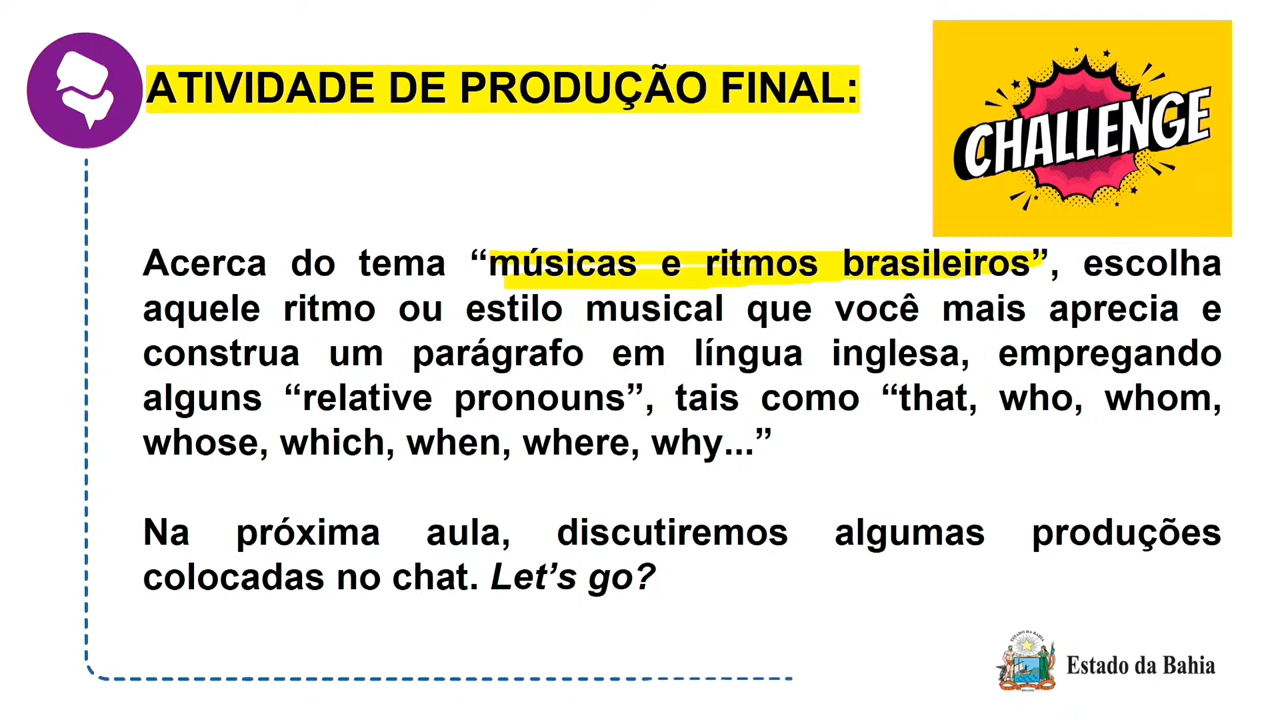 ATIVIDADE DE PRODUÇÃO FINAL:
CHALLENGE
Acerca do tema “músicas e ritmos brasileiros”, escolha
aquele ritmo ou estilo musical que você mais aprecia e
construa um parágrafo em língua inglesa, empregando
alguns “relative pronouns”, tais como “that, who, whom,
whose, which, when, where, why...”
Na próxima aula, discutiremos algumas produções
colocadas no chat. Let’s go?
Estado da Bahia